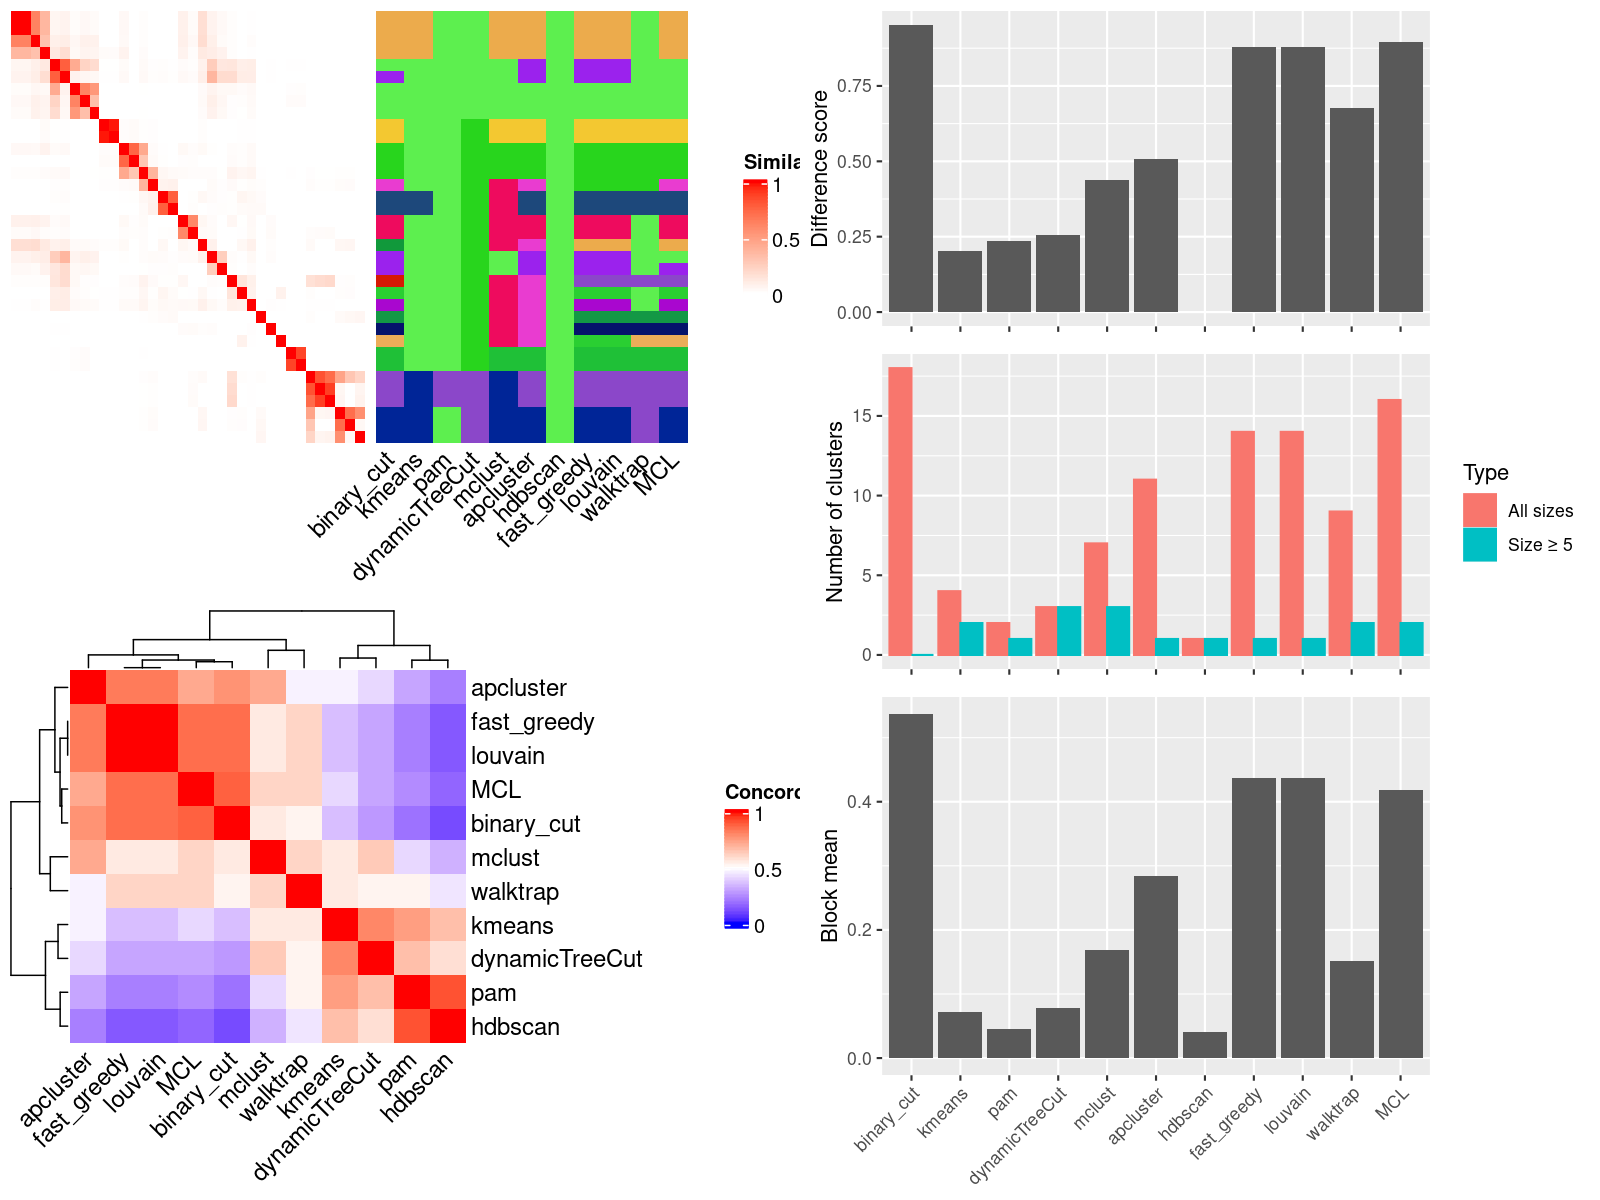 Simila
1
0.5
0
binary_cut
kmeans
pam
dynamicTreeCut
mclust
apcluster
hdbscan
fast_greedy
louvain
walktrap
MCL
apcluster
fast_greedy
louvain
MCL
binary_cut
mclust
walktrap
kmeans
dynamicTreeCut
pam
hdbscan
Concord
1
0.5
0
apcluster
fast_greedy
louvain
MCL
binary_cut
mclust
walktrap
kmeans
dynamicTreeCut
pam
hdbscan
Difference score
0.75
0.50
0.25
0.00
Number of clusters
15
10
5
0
Type
All sizes
Size ≥ 5
Block mean
0.4
0.2
0.0
binary_cut
kmeans
pam
dynamicTreeCut
mclust
apcluster
hdbscan
fast_greedy
louvain
walktrap
MCL